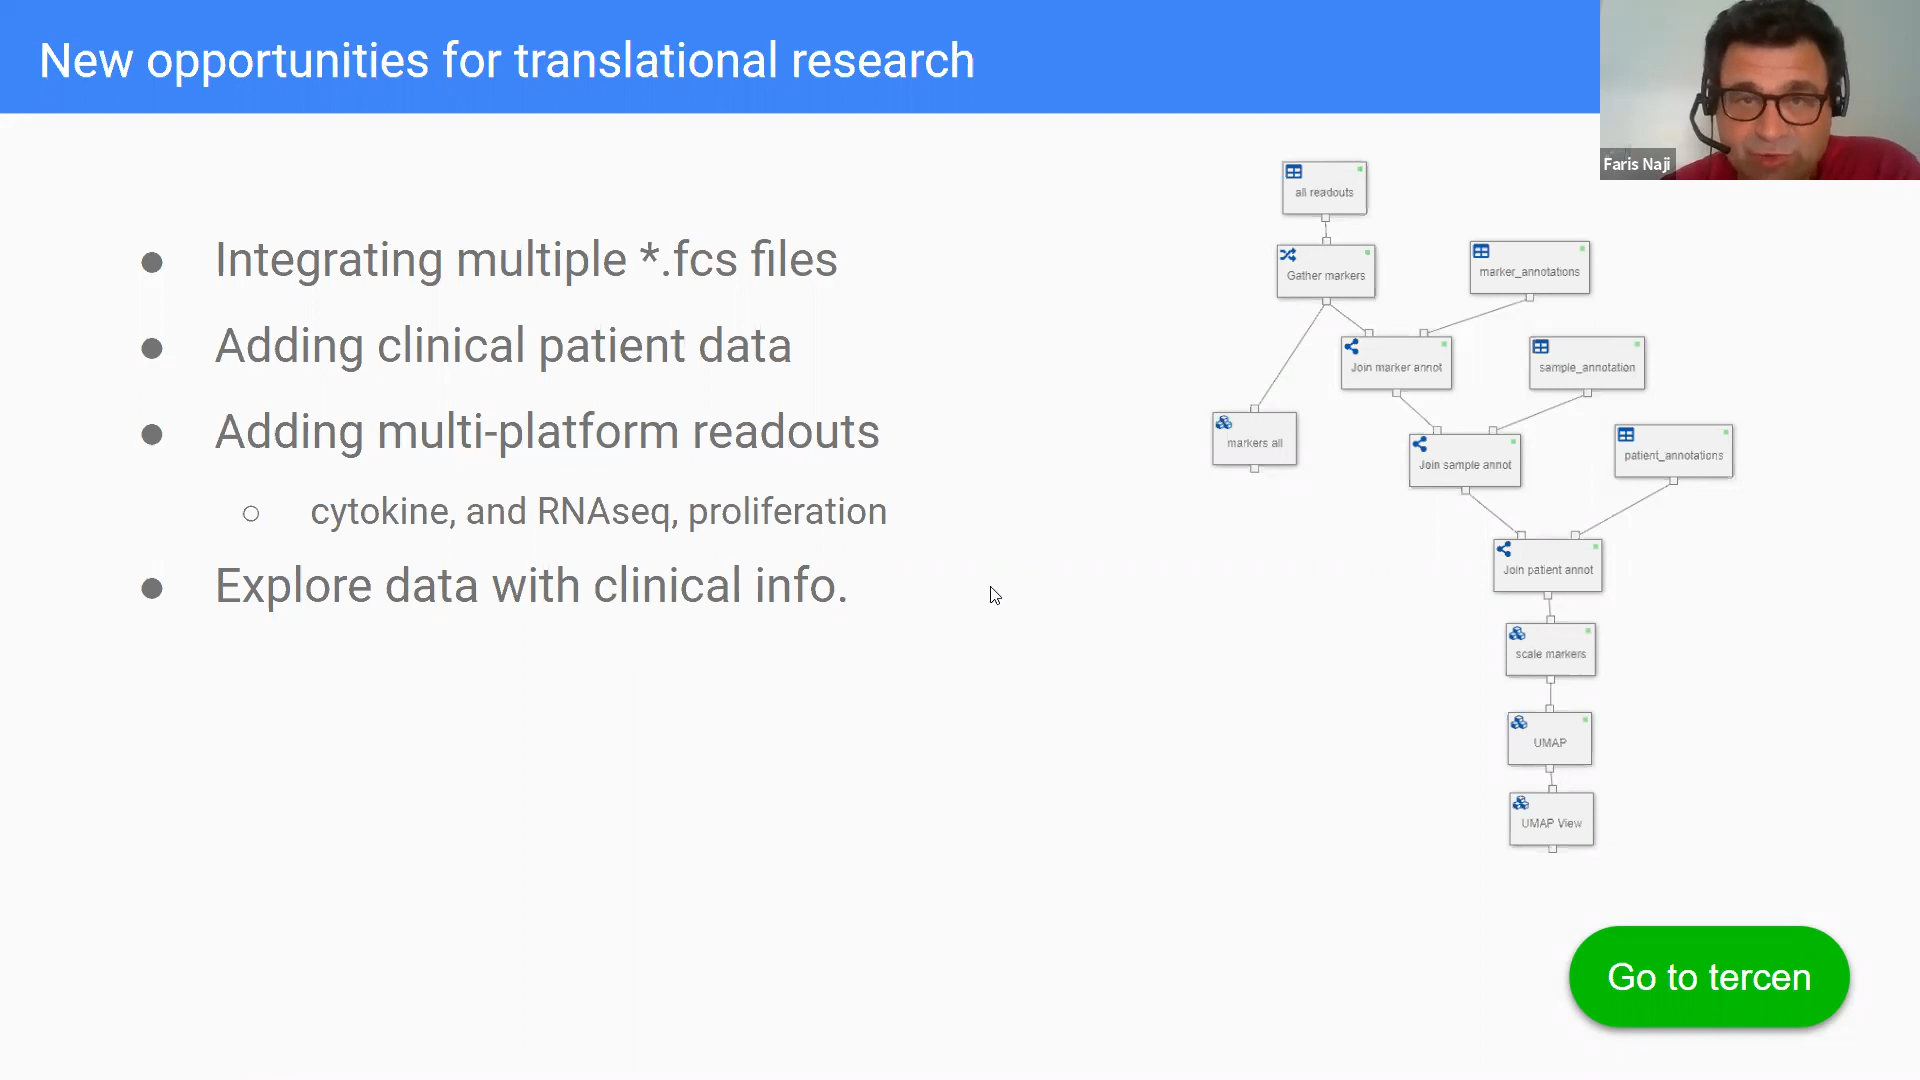 New opportunities for translational research
Faris Naji
Integrating multiple *.fcs files
Adding clinical patient data
Adding multi-platform readouts
cytokine, and RNAseq, proliferation
Explore data with clinical info.
all readouts
Gather markers
marker_annotations
Join marker annot
sample_annotation
markers all
Join sample annot
patient_annotations
Join patient annot
scale markers
UMAP
UMAP View
Go to tercen